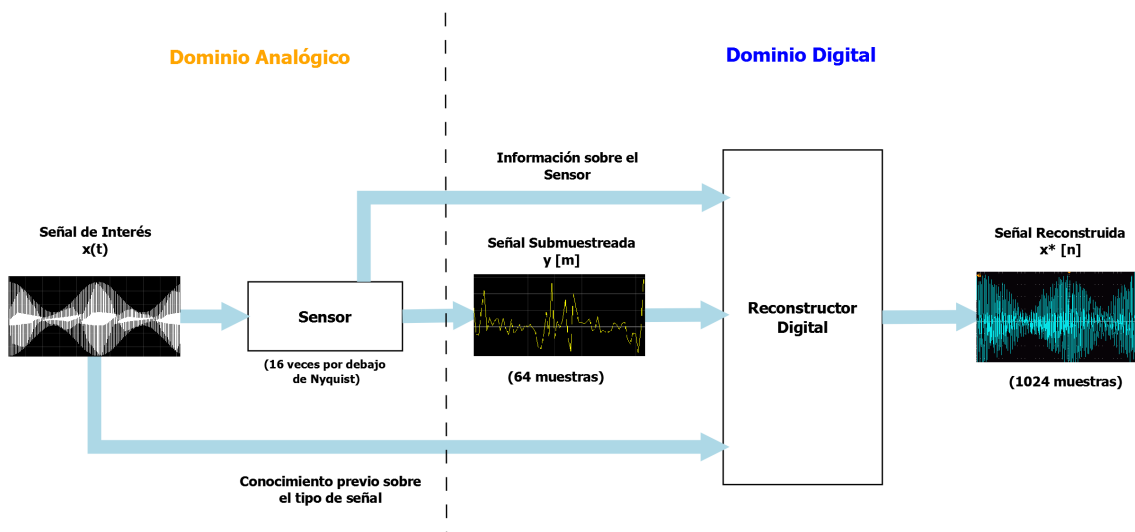 Dominio Analógico
Dominio Digital
Información sobre el
Sensor
Señal de Interés
x(t)
Señal Submuestreada
y [m]
Señal Reconstruida
x* [n]
Sensor
Reconstructor
Digital
(16 veces por debajo
de Nyquist)
(64 muestras)
(1024 muestras)
Conocimiento previo sobre
el tipo de señal